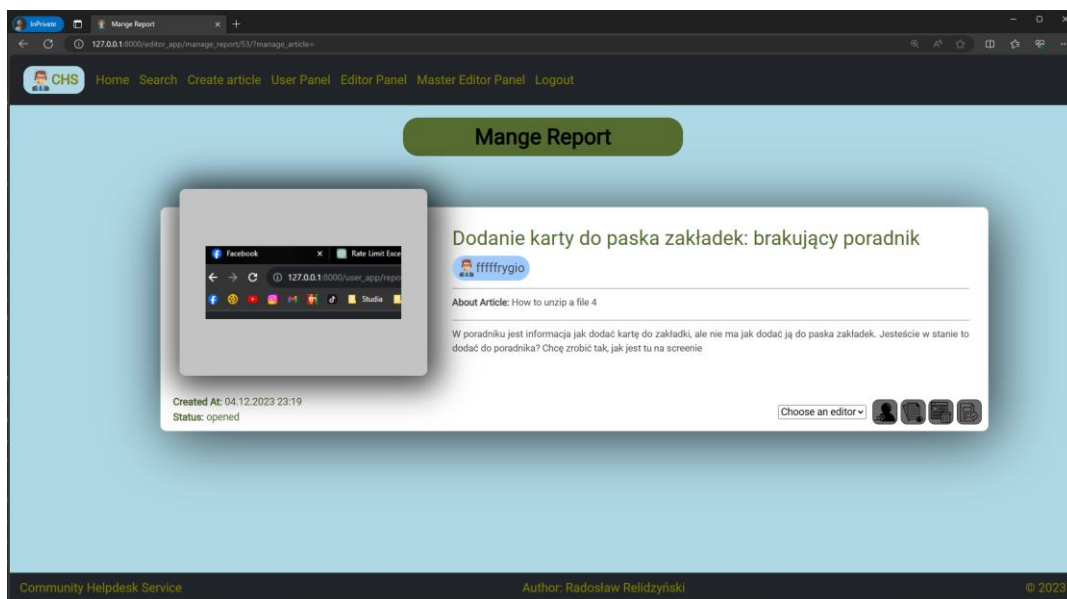 InPrivate
Mange Report
127.0.0.1:8000/editor_app/manage_report/53/?manage_article=
CHS Home Search Create article User Panel Editor Panel Master Editor Panel Logout
Mange Report
Facebook Rate Limit Exce
127.0.0.1:8000/user_app/repo
Studia
Dodanie karty do paska zakładek: brakujący poradnik
fffffrygio
About Article: How to unzip a file 4
W poradniku jest informacja jak dodać kartę do zakładki, ale nie ma jak dodać ją do paska zakładek. Jesteście w stanie to
dodać do poradnika? Chcę zrobić tak, jak jest tu na screenie
Created At: 04.12.2023 23:19
Status: opened
Choose an editor
Community Helpdesk Service Author: Radosław Relidzyński © 2023